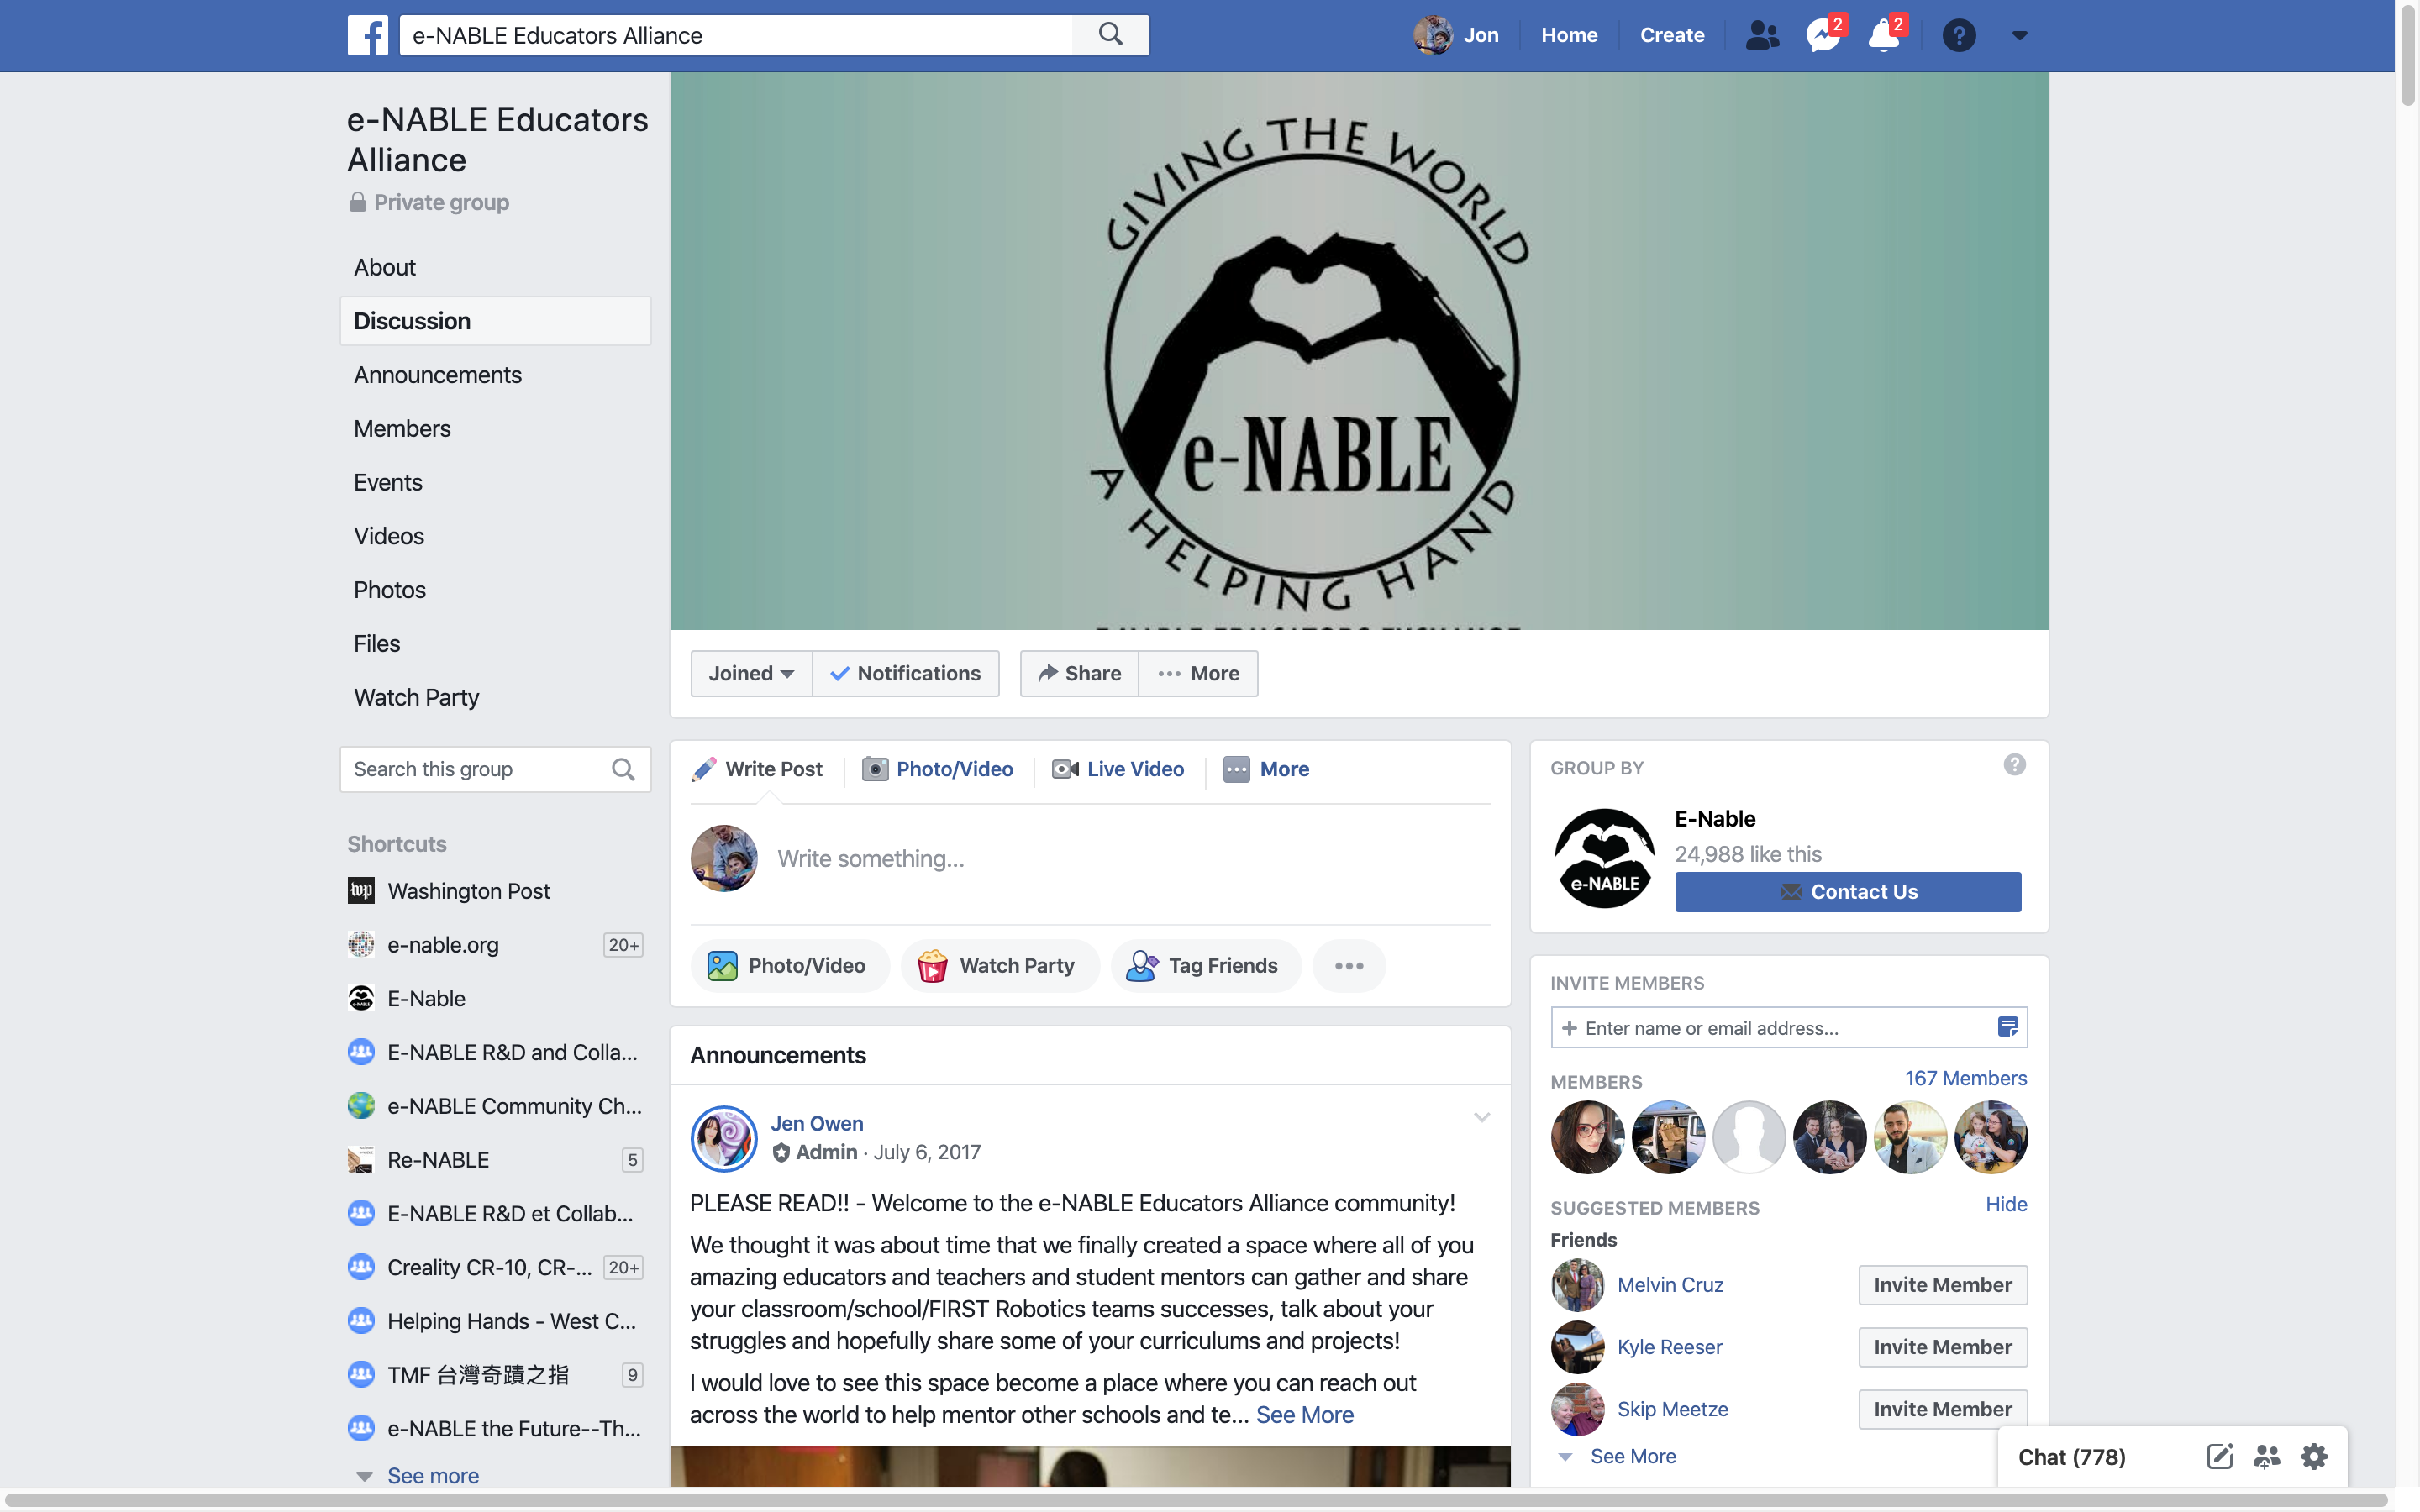 e-NABLE Educators Alliance
Jon
Home
Create
2
2
e-NABLE Educators
Alliance
Private group
About
Discussion
Announcements
Members
Events
Videos
Photos
Files
Watch Party
Search this group
Shortcuts
Washington Post
e-nable.org 20+
E-Nable
E-NABLE R&D and Colla...
e-NABLE Community Ch...
Re-NABLE 5
E-NABLE R&D et Collab...
Creality CR-10, CR-... 20+
Helping Hands - West C...
TMF 台灣奇蹟之指 9
e-NABLE the Future--Th...
See more
GIVING THE WORLD
e-NABLE
A HELPING HAND
Joined
Notifications
Share
More
Write Post
Photo/Video
Live Video
More
Write something...
Photo/Video
Watch Party
Tag Friends
Announcements
Jen Owen
Admin · July 6, 2017
PLEASE READ!! - Welcome to the e-NABLE Educators Alliance community!
We thought it was about time that we finally created a space where all of you
amazing educators and teachers and student mentors can gather and share
your classroom/school/FIRST Robotics teams successes, talk about your
struggles and hopefully share some of your curriculums and projects!
I would love to see this space become a place where you can reach out
across the world to help mentor other schools and te... See More
GROUP BY
e-NABLE
E-Nable
24,988 like this
Contact Us
INVITE MEMBERS
Enter name or email address...
MEMBERS
167 Members
SUGGESTED MEMBERS
Hide
Friends
Melvin Cruz
Invite Member
Kyle Reeser
Invite Member
Skip Meetze
Invite Member
See More
Chat (778)